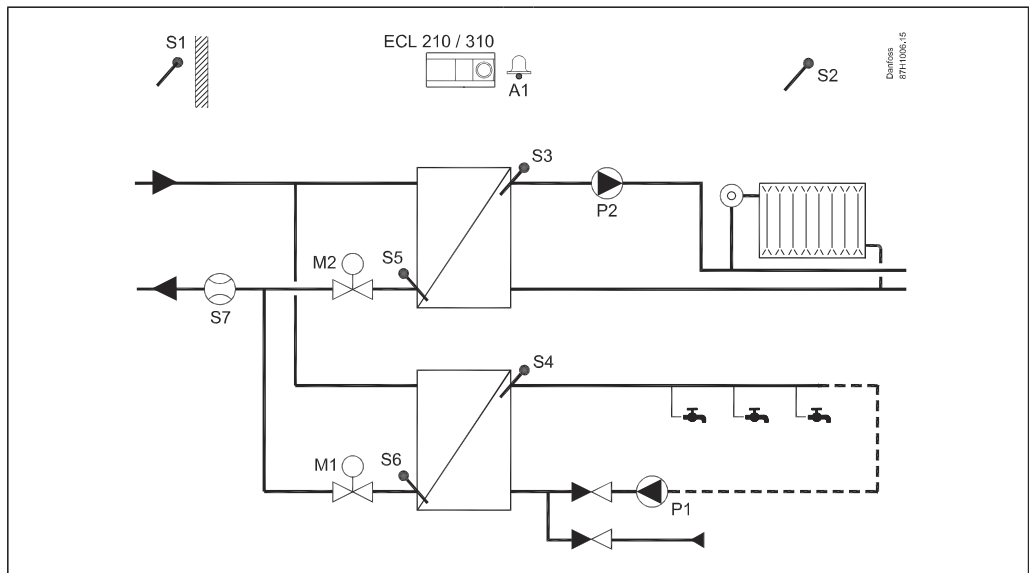 S1
ECL 210 / 310
A1
S2
Danfoss
87H1006.15
S3
P2
M2
S5
S7
S4
M1
S6
P1